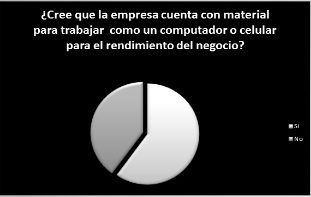 ¿Cree que la empresa cuenta con material
para trabajar como un computador o celular
para el rendimiento del negocio?
Si
No